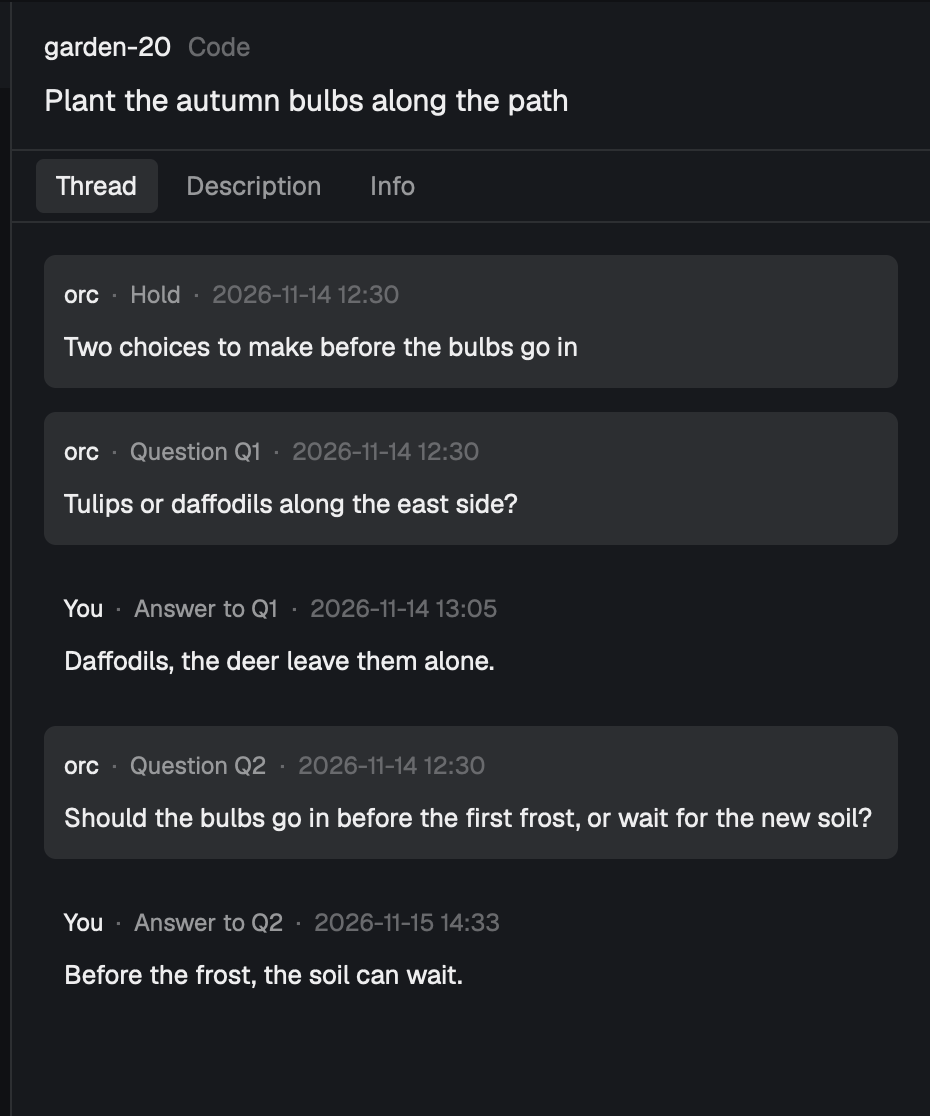 garden-20 Code
Plant the autumn bulbs along the path
Thread Description Info
orc · Hold · 2026-11-14 12:30
Two choices to make before the bulbs go in
orc · Question Q1 · 2026-11-14 12:30
Tulips or daffodils along the east side?
You · Answer to Q1 · 2026-11-14 13:05
Daffodils, the deer leave them alone.
orc · Question Q2 · 2026-11-14 12:30
Should the bulbs go in before the first frost, or wait for the new soil?
You · Answer to Q2 · 2026-11-15 14:33
Before the frost, the soil can wait.